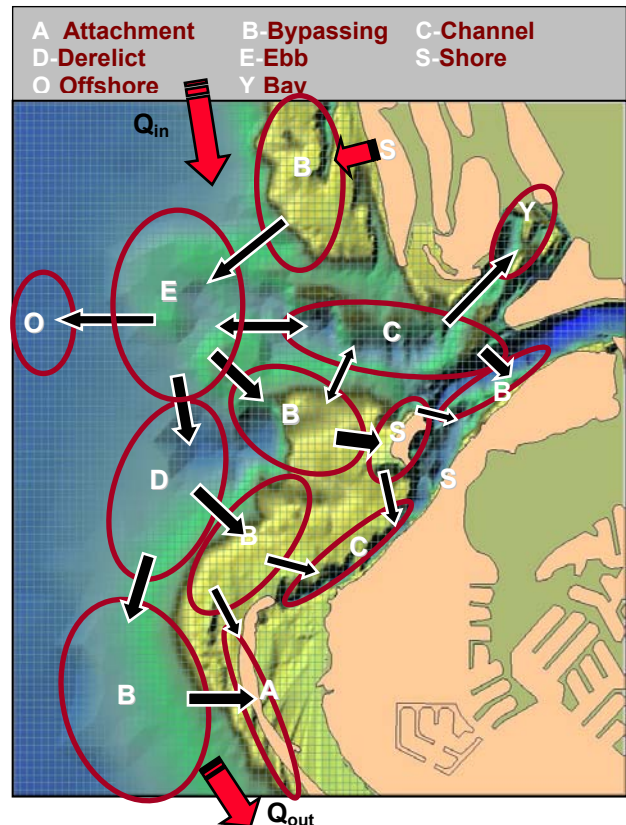 A Attachment B-Bypassing C-Channel
D-Derelict E-Ebb S-Shore
O Offshore Y Bay
Qin
B
S
Y
E
O
C
B
B
S
S
D
B
C
B
A
Qout